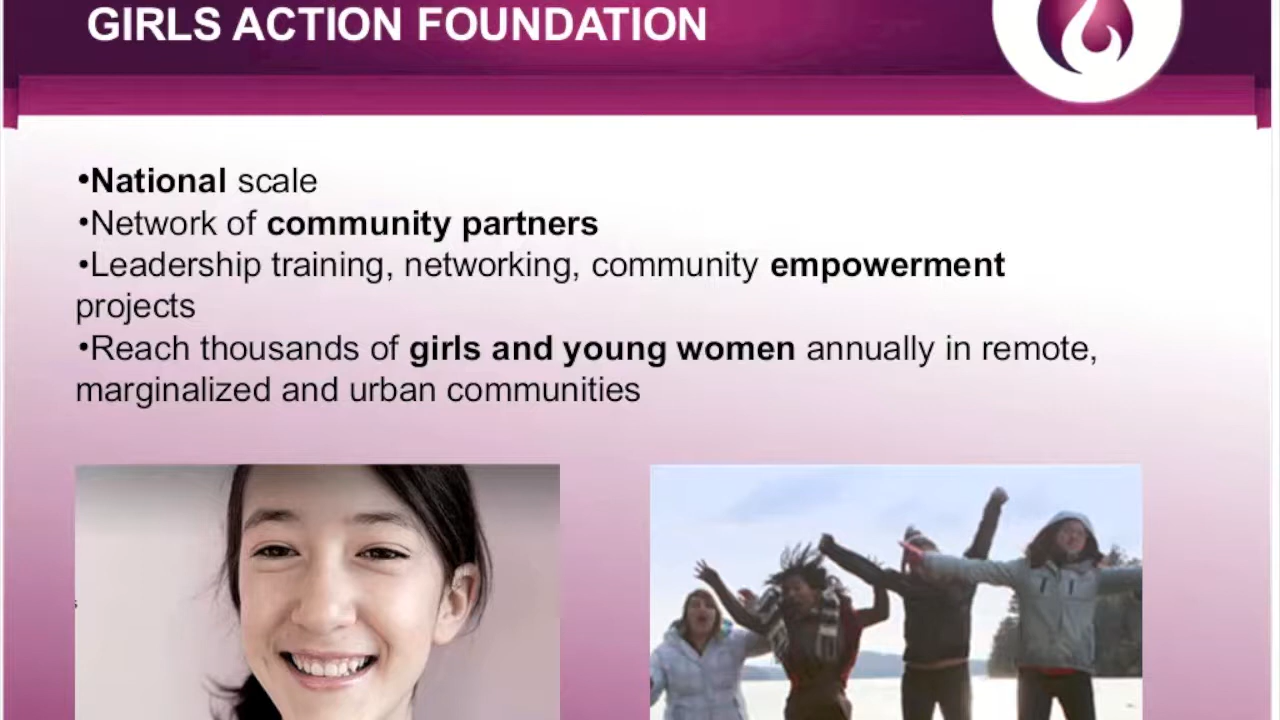 GIRLS ACTION FOUNDATION
•National scale
•Network of community partners
•Leadership training, networking, community empowerment
projects
•Reach thousands of girls and young women annually in remote,
marginalized and urban communities
s